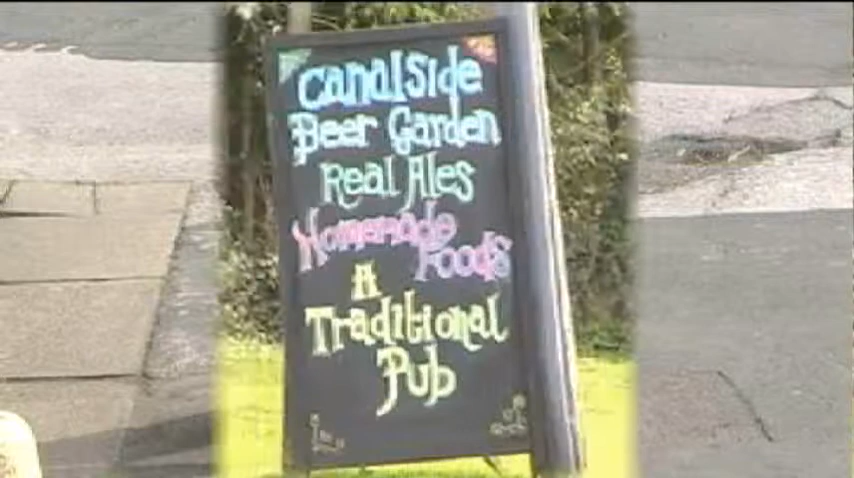 Canalside
Beer Garden
Real Ales
Homemade
Foods
A
Traditional
Pub